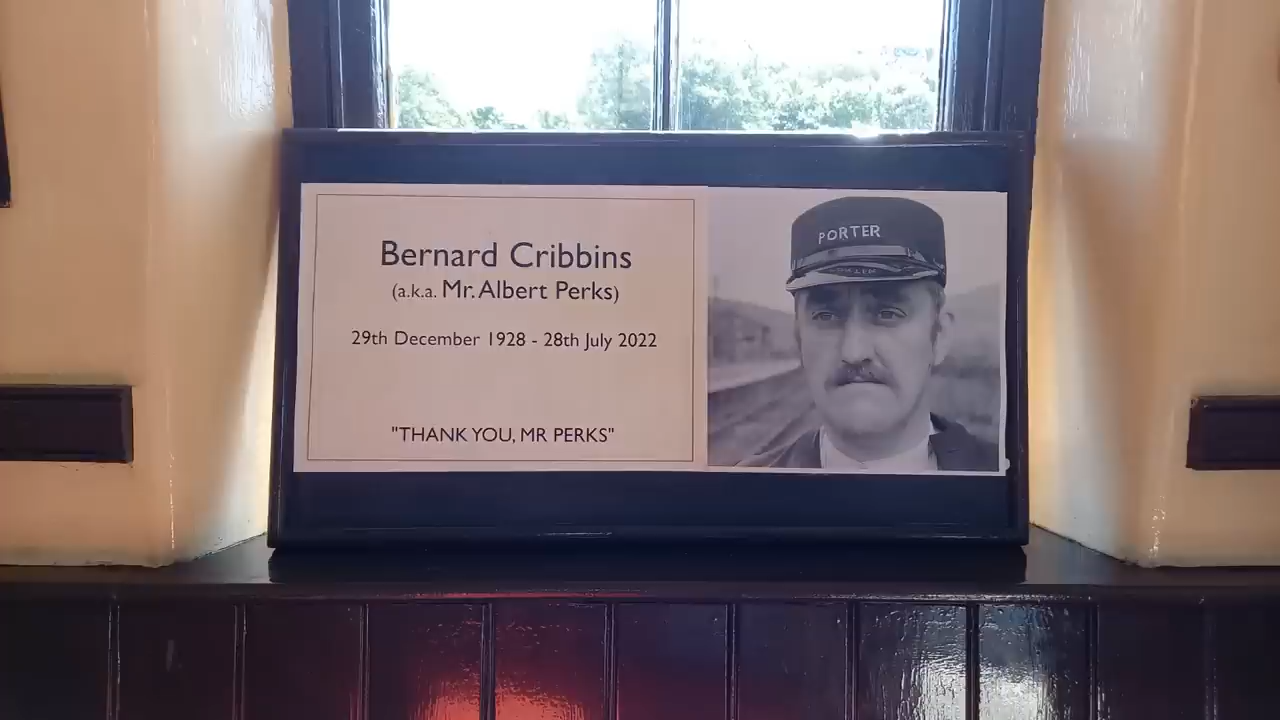 Bernard Cribbins
(a.k.a. Mr. Albert Perks)
29th December 1928 - 28th July 2022
"THANK YOU, MR PERKS"
PORTER